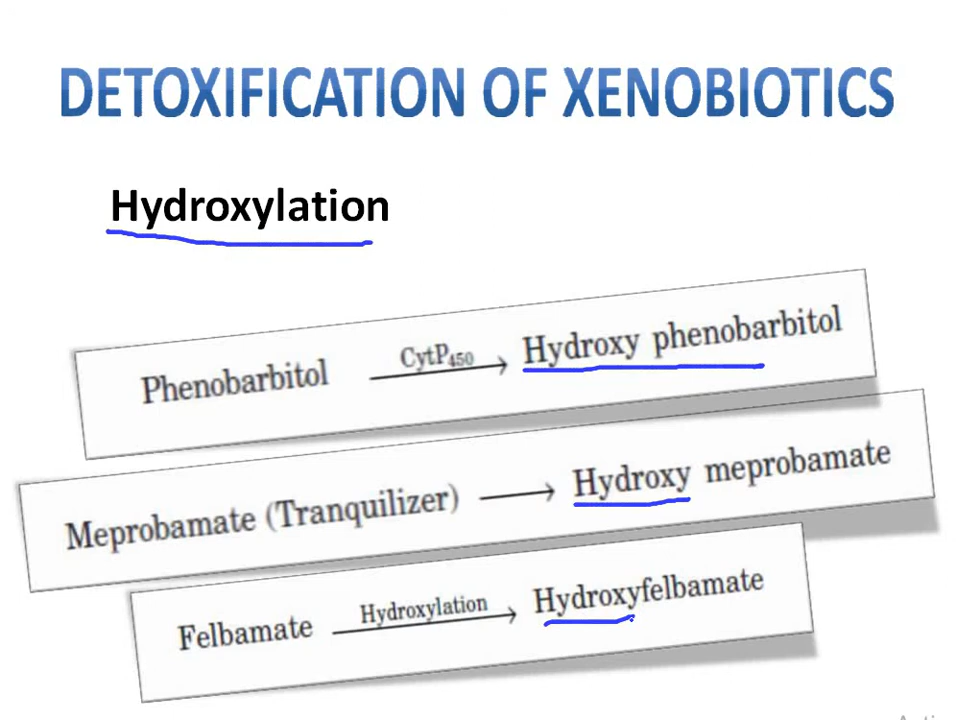 DETOXIFICATION OF XENOBIOTICS
Hydroxylation
Phenobarbitol CytP450 → Hydroxy phenobarbitol
Meprobamate (Tranquilizer) → Hydroxy meprobamate
Felbamate Hydroxylation → Hydroxyfelbamate